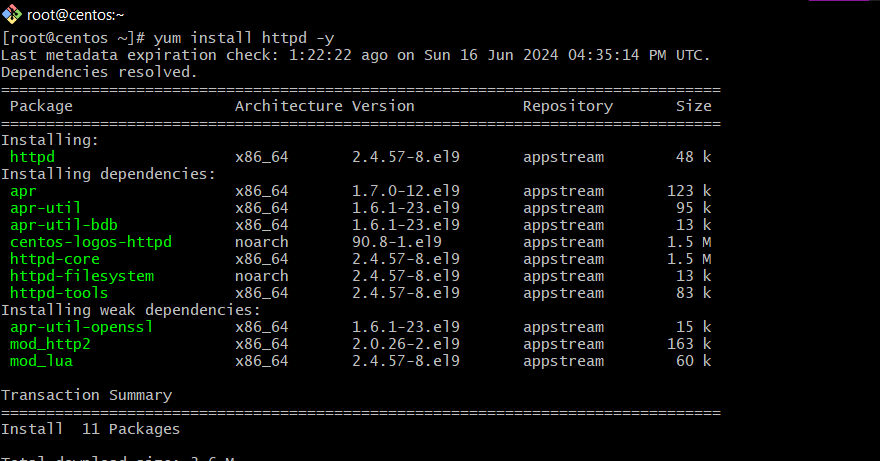 root@centos:~
[root@centos ~]# yum install httpd -y
Last metadata expiration check: 1:22:22 ago on Sun 16 Jun 2024 04:35:14 PM UTC.
Dependencies resolved.
================================================================================
Package Architecture Version Repository Size
================================================================================
Installing:
httpd x86_64 2.4.57-8.el9 appstream 48 k
Installing dependencies:
apr x86_64 1.7.0-12.el9 appstream 123 k
apr-util x86_64 1.6.1-23.el9 appstream 95 k
apr-util-bdb x86_64 1.6.1-23.el9 appstream 13 k
centos-logos-httpd noarch 90.8-1.el9 appstream 1.5 M
httpd-core x86_64 2.4.57-8.el9 appstream 1.5 M
httpd-filesystem noarch 2.4.57-8.el9 appstream 13 k
httpd-tools x86_64 2.4.57-8.el9 appstream 83 k
Installing weak dependencies:
apr-util-openssl x86_64 1.6.1-23.el9 appstream 15 k
mod_http2 x86_64 2.0.26-2.el9 appstream 163 k
mod_lua x86_64 2.4.57-8.el9 appstream 60 k
Transaction Summary
================================================================================
Install 11 Packages
Total download size: